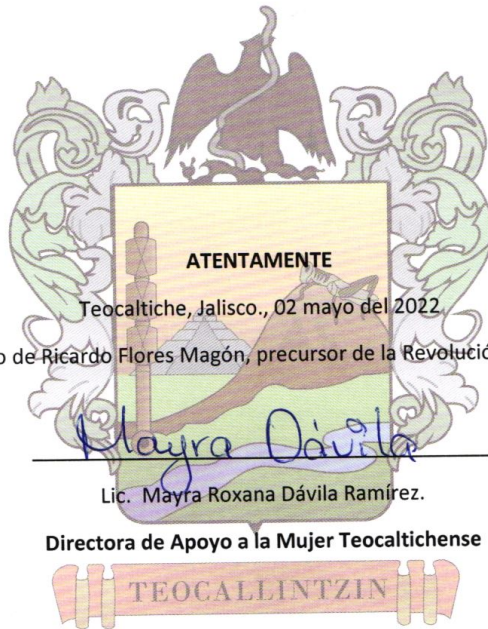 ATENTAMENTE
Teocaltiche, Jalisco., 02 mayo del 2022
de Ricardo Flores Magón, precursor de la
Mayra Dávila
Lic. Mayra Roxana Dávila Ramírez.
Directora de Apoyo a la Mujer Teocaltichense
TEOCALLINTZIN